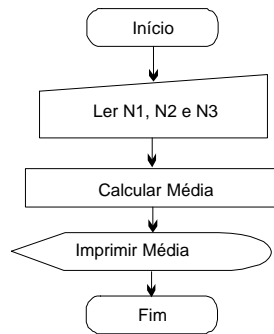 Início
Ler N1, N2 e N3
Calcular Média
Imprimir Média
Fim